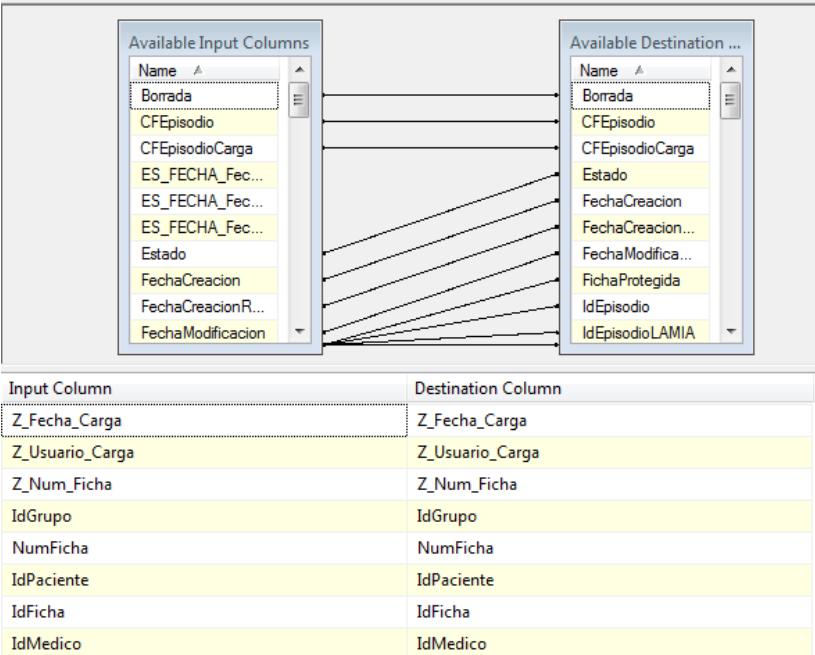 Available Input Columns
Name
Borrada
CFEpisodio
CFEpisodioCarga
ES_FECHA_Fec...
ES_FECHA_Fec...
ES_FECHA_Fec...
Estado
FechaCreacion
FechaCreacionR...
FechaModificacion
Available Destination ...
Name
Borrada
CFEpisodio
CFEpisodioCarga
Estado
FechaCreacion
FechaCreacion...
FechaModifica...
FichaProtegida
IdEpisodio
IdEpisodioLAMIA
Input Column Destination Column
Z_Fecha_Carga Z_Fecha_Carga
Z_Usuario_Carga Z_Usuario_Carga
Z_Num_Ficha Z_Num_Ficha
IdGrupo IdGrupo
NumFicha NumFicha
IdPaciente IdPaciente
IdFicha IdFicha
IdMedico IdMedico